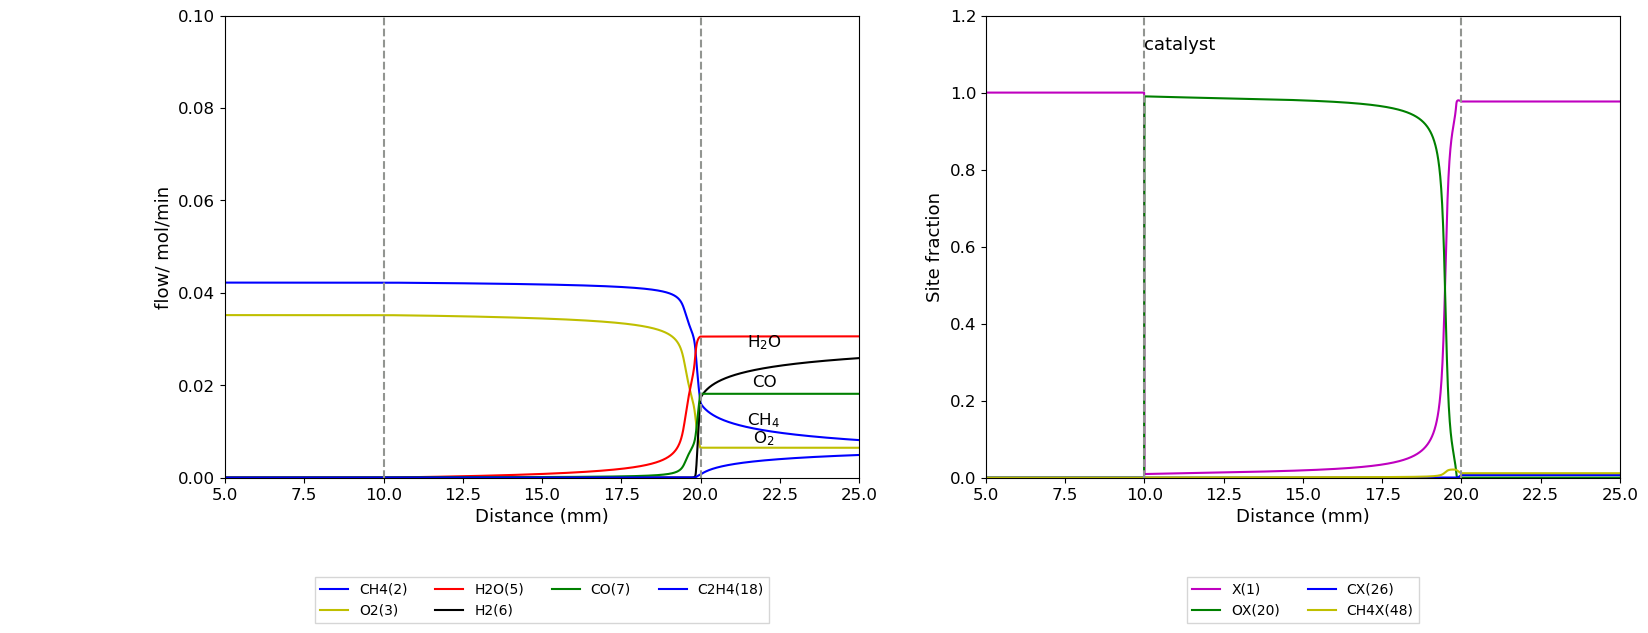 0.10
0.08
0.06
0.04
0.02
0.00
flow/ mol/min
H₂O
CO
CH₄
O₂
5.0 7.5 10.0 12.5 15.0 17.5 20.0 22.5 25.0
Distance (mm)
CH4(2) H2O(5) CO(7) C2H4(18)
O2(3) H2(6)
1.2
1.0
0.8
0.6
0.4
0.2
0.0
Site fraction
catalyst
5.0 7.5 10.0 12.5 15.0 17.5 20.0 22.5 25.0
Distance (mm)
X(1) CX(26)
OX(20) CH4X(48)